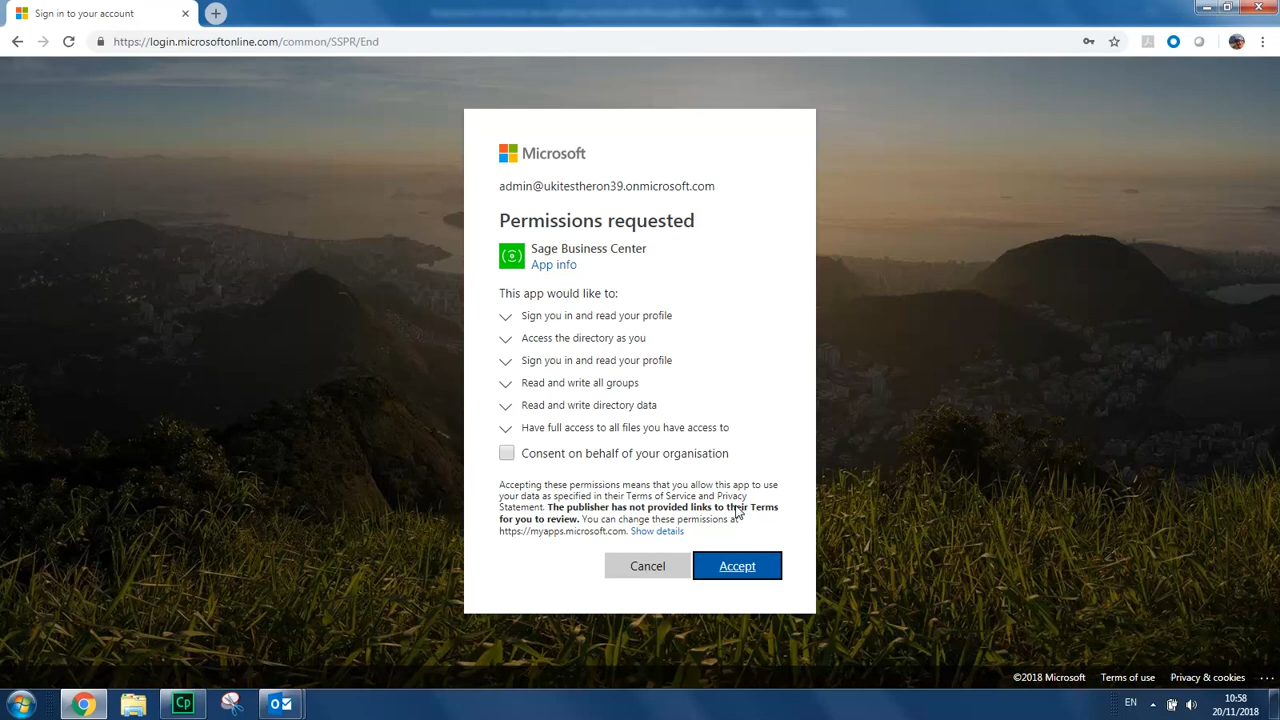 Sign in to your account
https://login.microsoftonline.com/common/SSPR/End
Microsoft
admin@ukitestheron39.onmicrosoft.com
Permissions requested
Sage Business Center
App info
This app would like to:
Sign you in and read your profile
Access the directory as you
Sign you in and read your profile
Read and write all groups
Read and write directory data
Have full access to all files you have access to
Consent on behalf of your organisation
Accepting these permissions means that you allow this app to use
your data as specified in their Terms of Service and Privacy
Statement. The publisher has not provided links to their Terms
for you to review. You can change these permissions at
https://myapps.microsoft.com. Show details
Cancel
Accept
©2018 Microsoft
Terms of use
Privacy & cookies
Cp
EN
10:58
20/11/2018